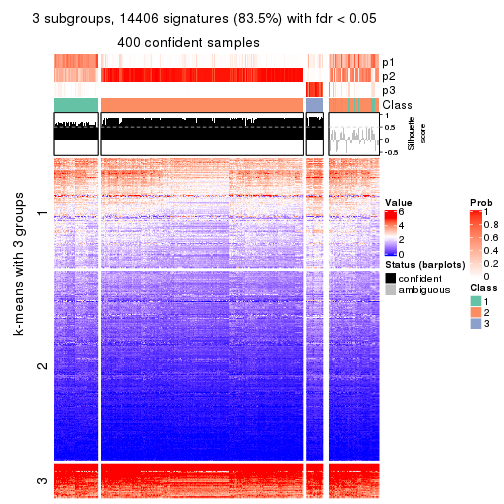 3 subgroups, 14406 signatures (83.5%) with fdr < 0.05
400 confident samples
p1
p2
p3
Class
1
0.5
0
-0.5
Silhouette
score
k-means with 3 groups
1
2
3
Value
6
4
2
0
Status (barplots)
confident
ambiguous
Prob
1
0.8
0.6
0.4
0.2
0
Class
1
2
3